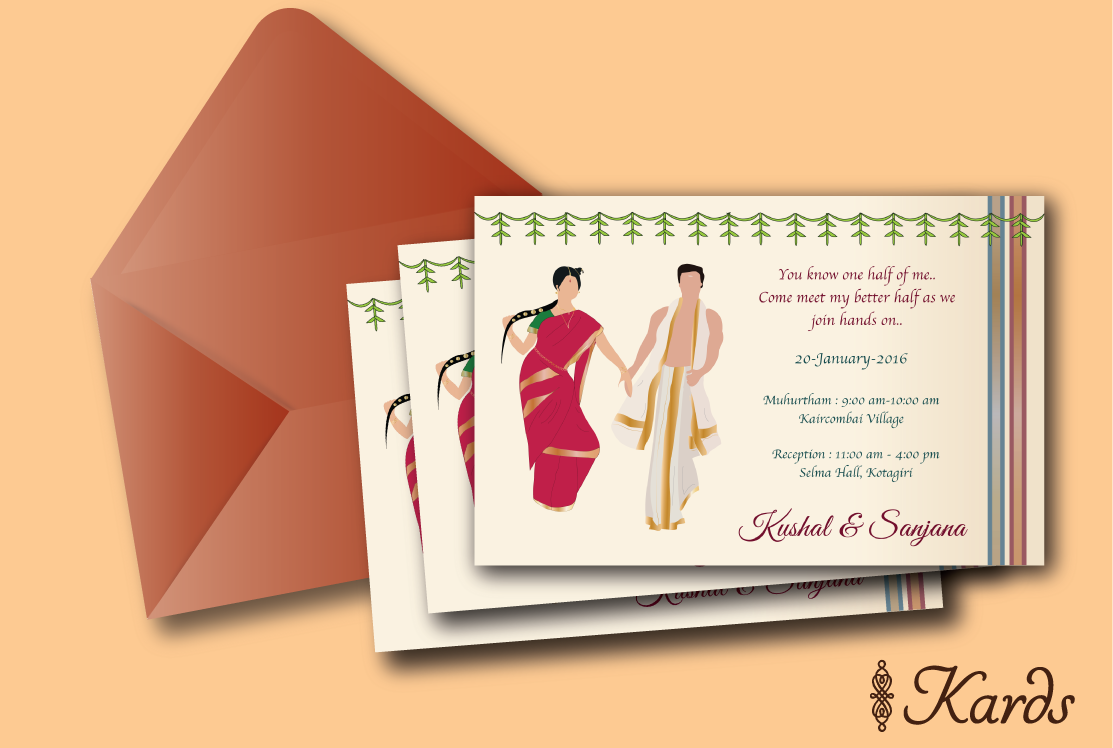 You know one half of me..
Come meet my better half as we
join hands on..
20-January-2016
Muhurtham : 9:00 am-10:00 am
Kaircombai Village
Reception : 11:00 am - 4:00 pm
Selma Hall, Kotagiri
Kushal & Sanjana
Kushal & Sanjana
Kards